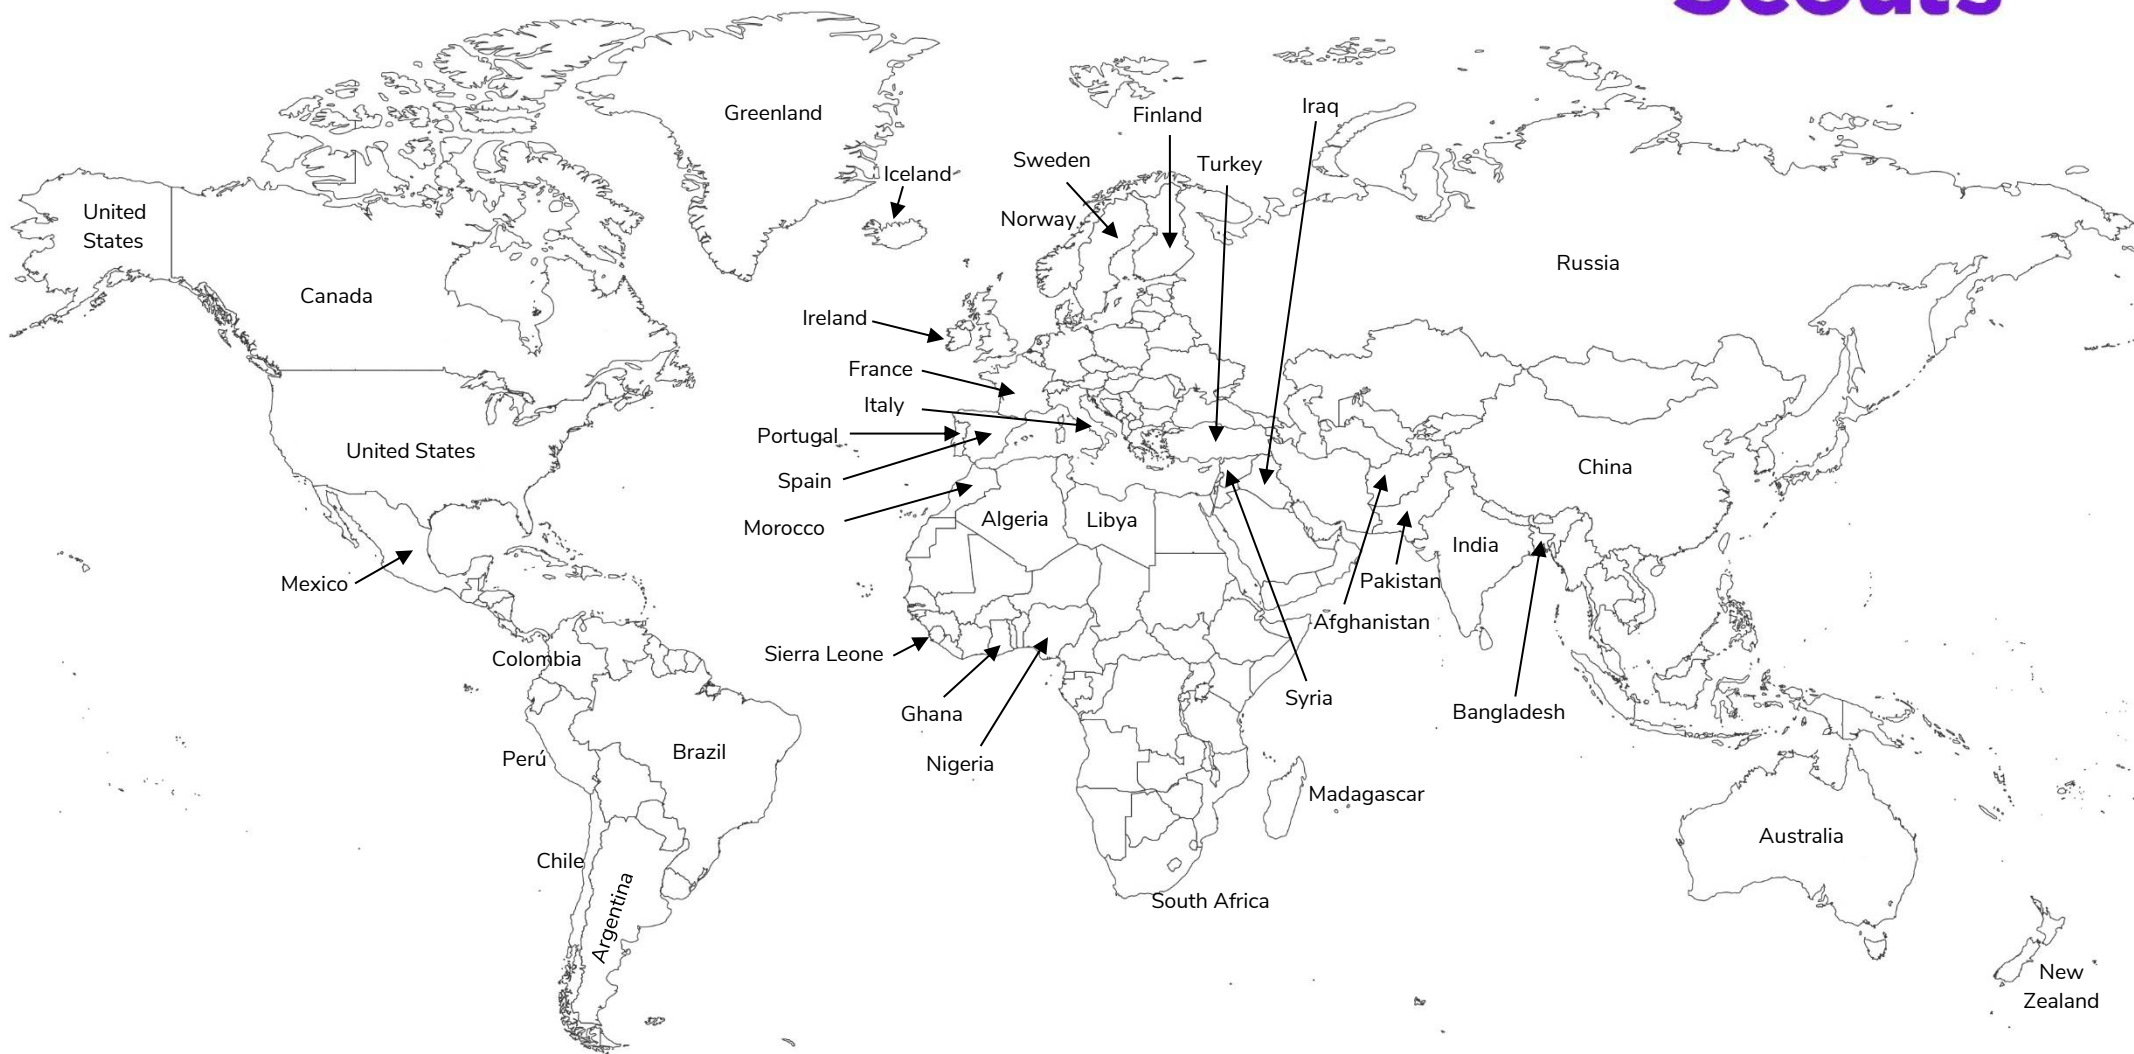 Scouts
Greenland
Finland
Iraq
Sweden
Turkey
Iceland
Norway
United
States
Russia
Canada
Ireland
France
Italy
Portugal
United States
China
Spain
Morocco
Algeria
Libya
India
Mexico
Pakistan
Afghanistan
Sierra Leone
Colombia
Syria
Ghana
Bangladesh
Perú
Brazil
Nigeria
Madagascar
Australia
Chile
Argentina
South Africa
New
Zealand